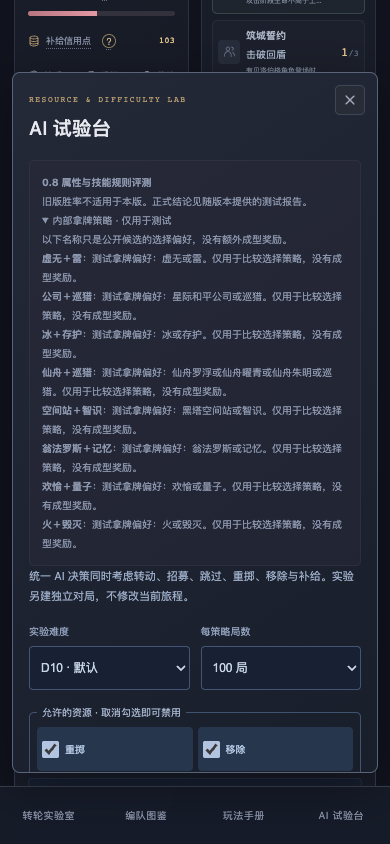 补给信用点 ? 103
筑城誓约
击破回盾
1/3
RESOURCE & DIFFICULTY LAB
AI 试验台
0.8 属性与技能规则评测
旧版胜率不适用于本版。正式结论见随版本提供的测试报告。
▼ 内部拿牌策略 · 仅用于测试
以下名称只是公开候选的选择偏好，没有额外成型奖励。
虚无＋雷：测试拿牌偏好：虚无或雷。仅用于比较选择策略，没有成
型奖励。
公司＋巡猎：测试拿牌偏好：星际和平公司或巡猎。仅用于比较选择
策略，没有成型奖励。
冰＋存护：测试拿牌偏好：冰或存护。仅用于比较选择策略，没有成
型奖励。
仙舟＋巡猎：测试拿牌偏好：仙舟罗浮或仙舟曜青或仙舟朱明或巡
猎。仅用于比较选择策略，没有成型奖励。
空间站＋智识：测试拿牌偏好：黑塔空间站或智识。仅用于比较选择
策略，没有成型奖励。
翁法罗斯＋记忆：测试拿牌偏好：翁法罗斯或记忆。仅用于比较选择
策略，没有成型奖励。
欢愉＋量子：测试拿牌偏好：欢愉或量子。仅用于比较选择策略，没
有成型奖励。
火＋毁灭：测试拿牌偏好：火或毁灭。仅用于比较选择策略，没有成
型奖励。
统一 AI 决策同时考虑转动、招募、跳过、重掷、移除与补给。实验
另建独立对局，不修改当前旅程。
实验难度
每策略局数
D10 · 默认
100 局
允许的资源 · 取消勾选即可禁用
重掷
移除
转轮实验室
编队图鉴
玩法手册
AI 试验台